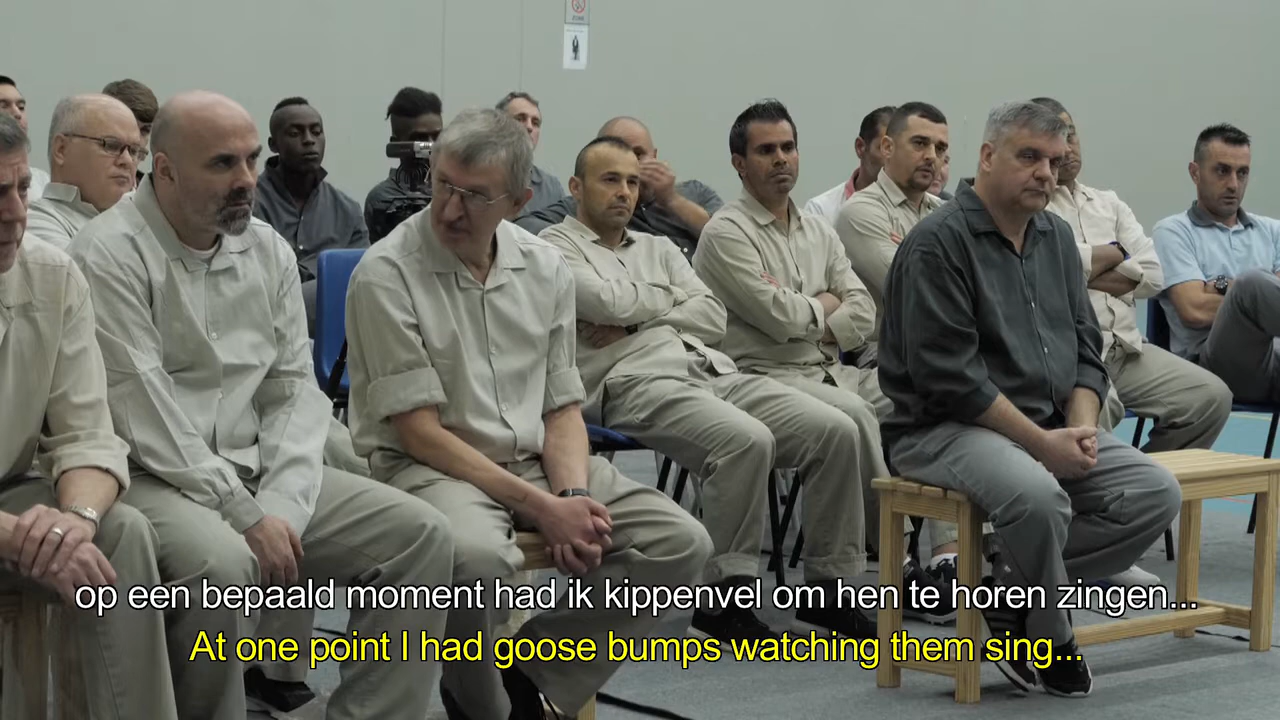 op een bepaald moment had ik kippenvel om hen te horen zingen...
At one point I had goose bumps watching them sing...